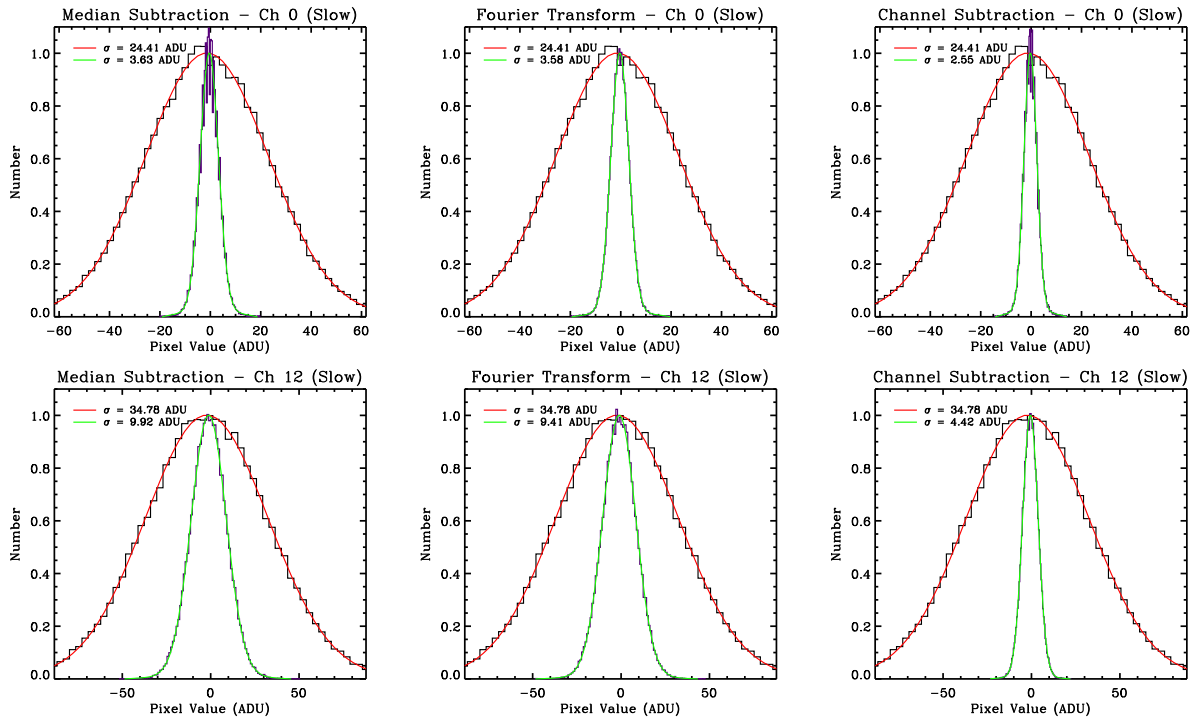 Median Subtraction - Ch 0 (Slow)
σ = 24.41 ADU
3.63 ADU
Number
1.0
0.8
0.6
0.4
0.2
0.0
-60 -40 -20 0 20 40 60
Pixel Value (ADU)
Fourier Transform - Ch 0 (Slow)
σ = 24.41 ADU
σ = 3.58 ADU
Number
1.0
0.8
0.6
0.4
0.2
0.0
-60 -40 -20 0 20 40 60
Pixel Value (ADU)
Channel Subtraction - Ch 0 (Slow)
σ = 24.41 ADU
σ = 2.55 ADU
Number
1.0
0.8
0.6
0.4
0.2
0.0
-60 -40 -20 0 20 40 60
Pixel Value (ADU)
Median Subtraction - Ch 12 (Slow)
σ = 34.78 ADU
σ = 9.92 ADU
Number
1.0
0.8
0.6
0.4
0.2
0.0
-50 0 50
Pixel Value (ADU)
Fourier Transform - Ch 12 (Slow)
σ = 34.78 ADU
σ = 9.41 ADU
Number
1.0
0.8
0.6
0.4
0.2
0.0
-50 0 50
Pixel Value (ADU)
Channel Subtraction - Ch 12 (Slow)
σ = 34.78 ADU
σ = 4.42 ADU
Number
1.0
0.8
0.6
0.4
0.2
0.0
-50 0 50
Pixel Value (ADU)